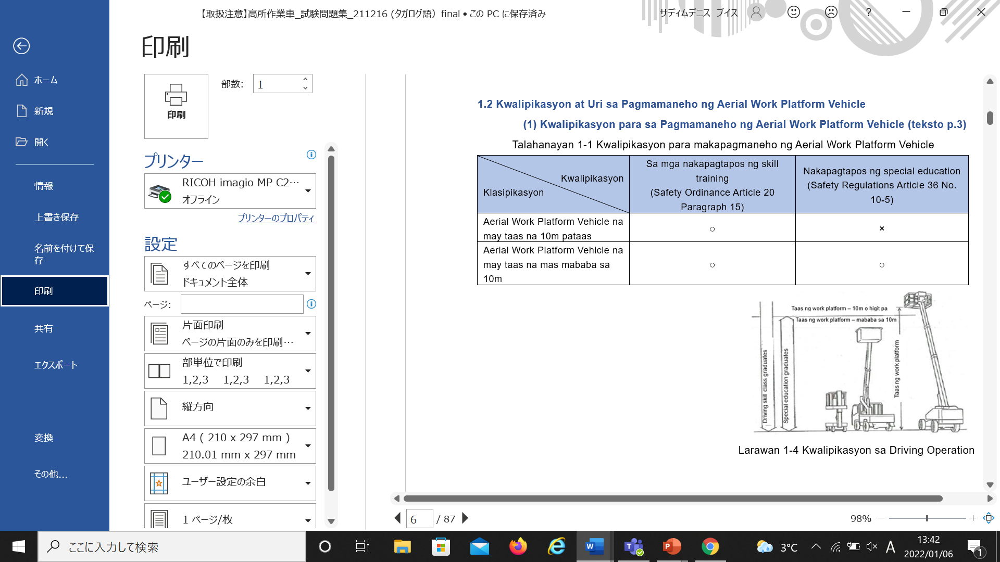 【取扱注意】高所作業車_試験問題集_211216 (タガログ語) final • この PC に保存済み
サディムデニス ブイス
?
印刷
ホーム
新規
開く
情報
上書き保存
名前を付けて保
存
印刷
共有
エクスポート
変換
その他...
印刷
部数:
1
プリンター
RICOH imagio MP C2…
オフライン
プリンターのプロパティ
設定
すべてのページを印刷
ドキュメント全体
ページ:
片面印刷
ページの片面のみを印刷…
部単位で印刷
1,2,3 1,2,3 1,2,3
縦方向
A4 ( 210 x 297 mm )
210.01 mm x 297 mm
ユーザー設定の余白
1 ページ/枚
1.2 Kwalipikasyon at Uri sa Pagmamaneho ng Aerial Work Platform Vehicle
(1) Kwalipikasyon para sa Pagmamaneho ng Aerial Work Platform Vehicle (teksto p.3)
Talahanayan 1-1 Kwalipikasyon para makapagmaneho ng Aerial Work Platform Vehicle
Kwalipikasyon
Klasipikasyon
Sa mga nakapagtapos ng skill
training
(Safety Ordinance Article 20
Paragraph 15)
Nakapagtapos ng special education
(Safety Regulations Article 36 No.
10-5)
Aerial Work Platform Vehicle na
may taas na 10m pataas
○
×
Aerial Work Platform Vehicle na
may taas na mas mababa sa
10m
○
○
Taas ng work platform – 10m o higit pa
Taas ng work platform – mababa sa 10m
Driving skill class graduates
Special education graduates
Taas ng work platform
Larawan 1-4 Kwalipikasyon sa Driving Operation
6 / 87
98%
ここに入力して検索
3°C
A
13:42
2022/01/06
1